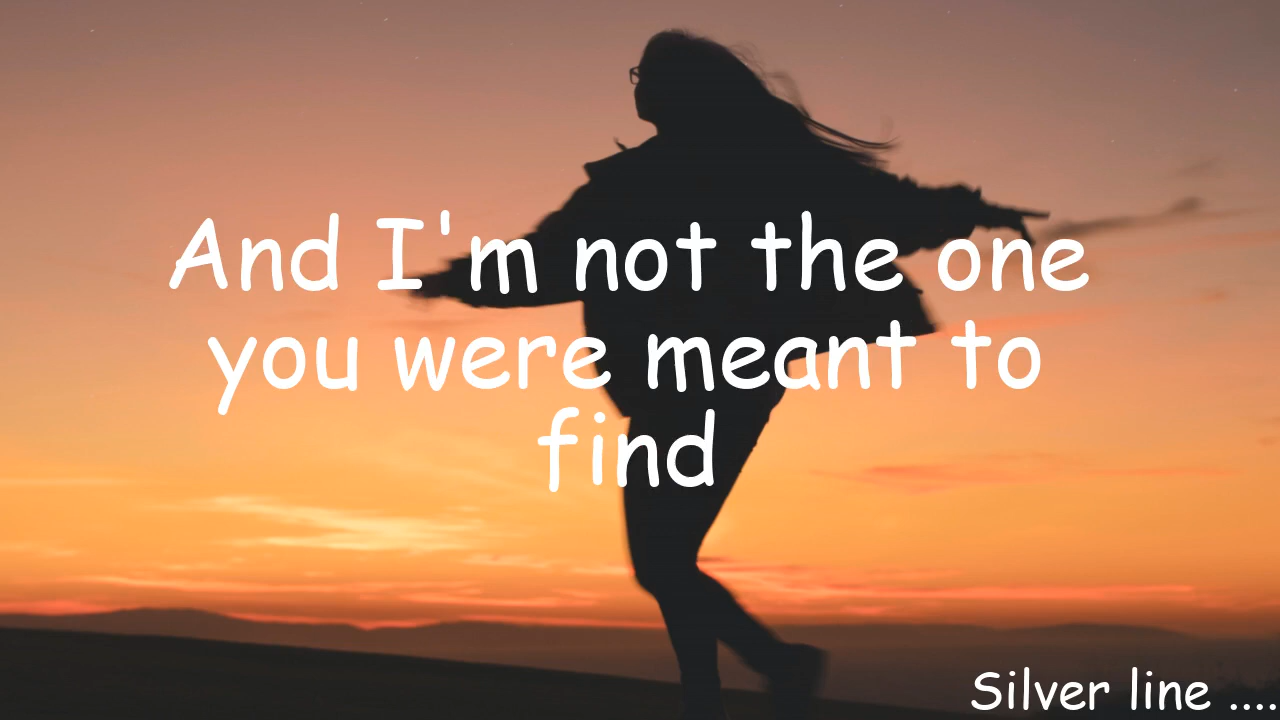 And I'm not the one
you were meant to
find
Silver line ....